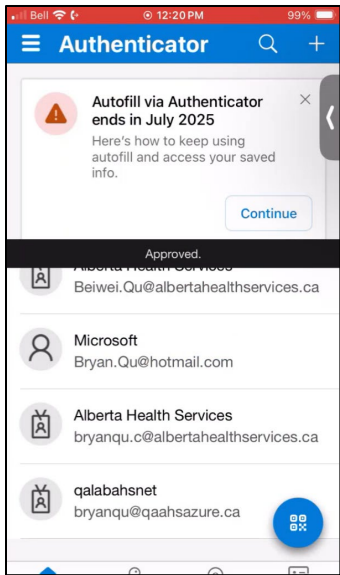 Bell 12:20 PM 99%
Authenticator
Autofill via Authenticator
ends in July 2025
Here's how to keep using
autofill and access your saved
info.
Continue
Approved.
Alberta Health Services
Beiwei.Qu@albertahealthservices.ca
Microsoft
Bryan.Qu@hotmail.com
Alberta Health Services
bryanqu.c@albertahealthservices.ca
qalabahsnet
bryanqu@qaahsazure.ca